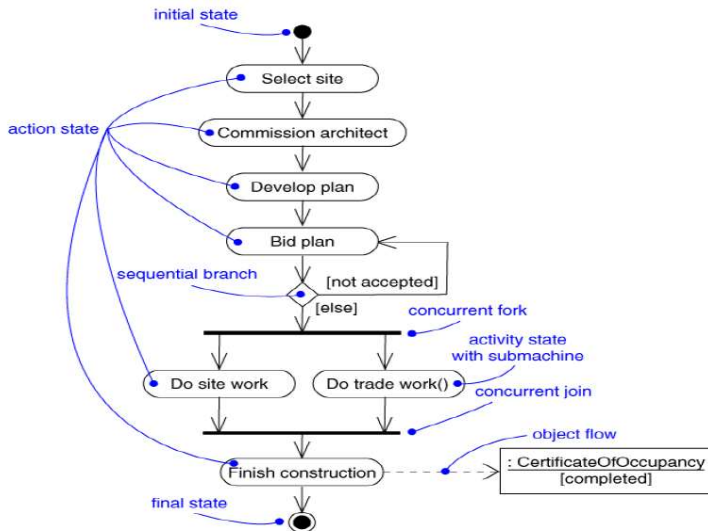 initial state
Select site
action state
Commission architect
Develop plan
Bid plan
sequential branch
[not accepted]
[else]
concurrent fork
activity state
with submachine
Do site work
Do trade work()
concurrent join
object flow
: CertificateOfOccupancy
[completed]
Finish construction
final state